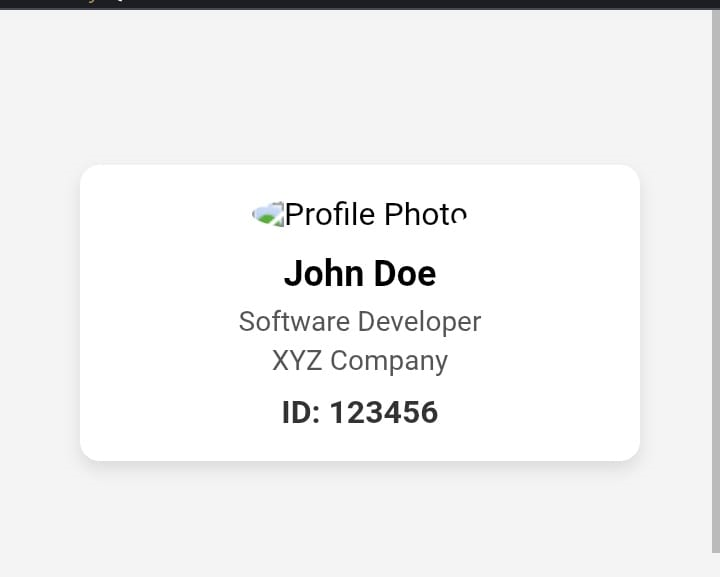 Profile Photo
John Doe
Software Developer
XYZ Company
ID: 123456